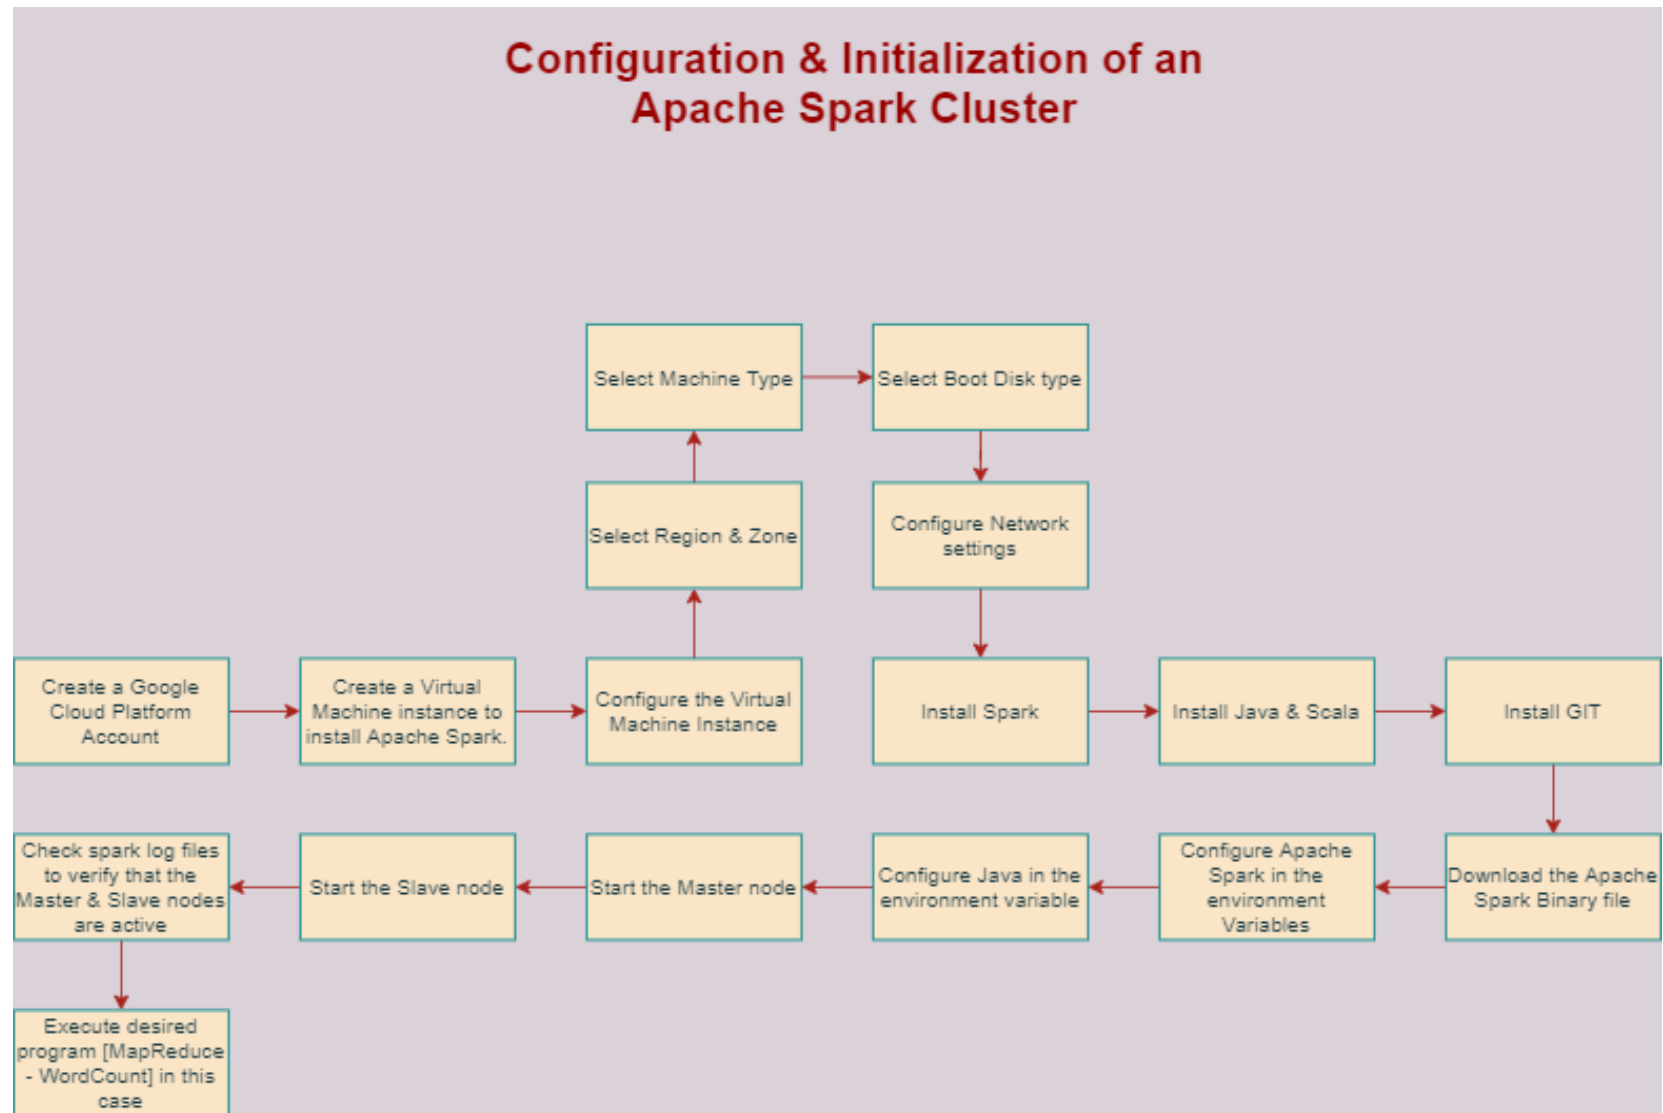 Configuration & Initialization of an
Apache Spark Cluster
Select Machine Type
Select Boot Disk type
Select Region & Zone
Configure Network
settings
Create a Google
Cloud Platform
Account
Create a Virtual
Machine instance to
install Apache Spark.
Configure the Virtual
Machine Instance
Install Spark
Install Java & Scala
Install GIT
Check spark log files
to verify that the
Master & Slave nodes
are active
Start the Slave node
Start the Master node
Configure Java in the
environment variable
Configure Apache
Spark in the
environment
Variables
Download the Apache
Spark Binary file
Execute desired
program [MapReduce
- WordCount] in this
case